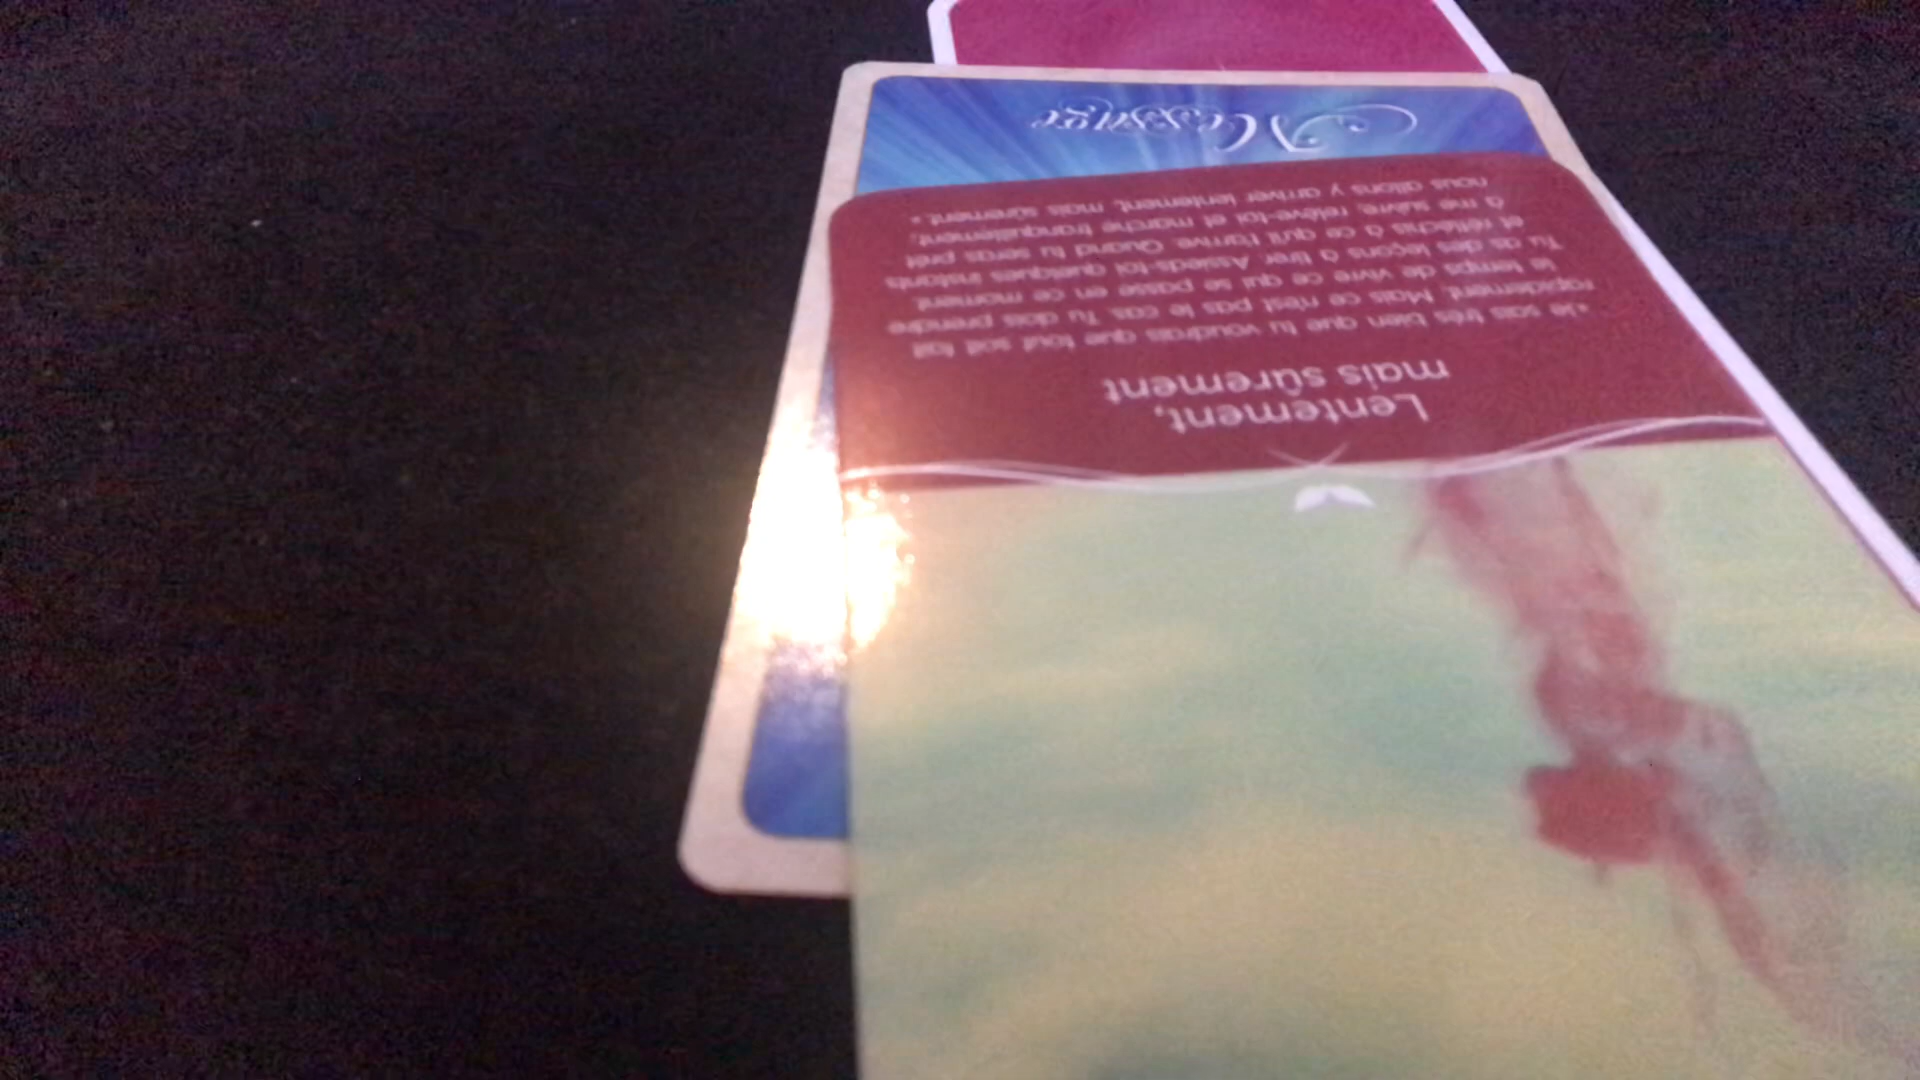 Lentement,
mais sûrement
« Je sais très bien que tu voudrais que tout soit fait
rapidement. Mais ce n'est pas le cas. Tu dois prendre
le temps de vivre ce qui se passe en ce moment.
Tu as des leçons à tirer. Assieds-toi quelques instants
et réfléchis à ce qu'il t'arrive. Quand tu seras prêt
à me suivre, relève-toi et marche tranquillement;
nous allons y arriver lentement, mais sûrement. »
Message